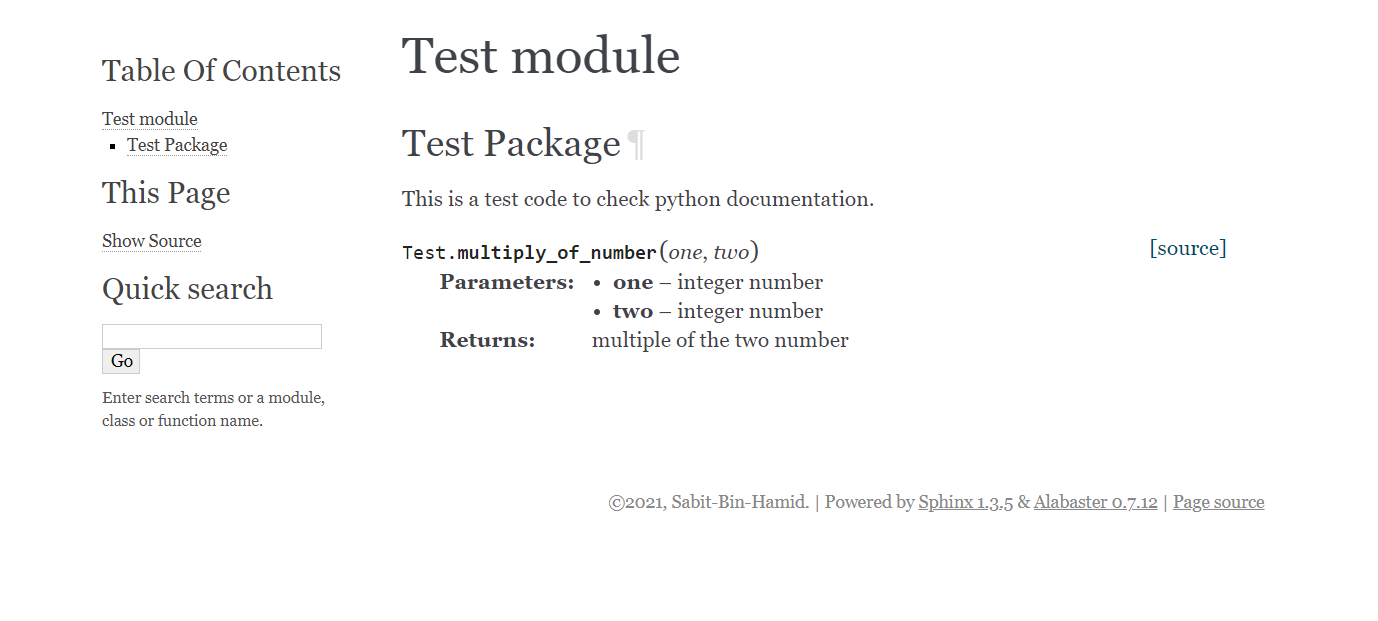 Table Of Contents
Test module
Test Package
This Page
Show Source
Quick search
Go
Enter search terms or a module,
class or function name.
Test module
Test Package¶
This is a test code to check python documentation.
Test.multiply_of_number(one, two) [source]
Parameters: • one – integer number
• two – integer number
Returns: multiple of the two number
©2021, Sabit-Bin-Hamid. | Powered by Sphinx 1.3.5 & Alabaster 0.7.12 | Page source